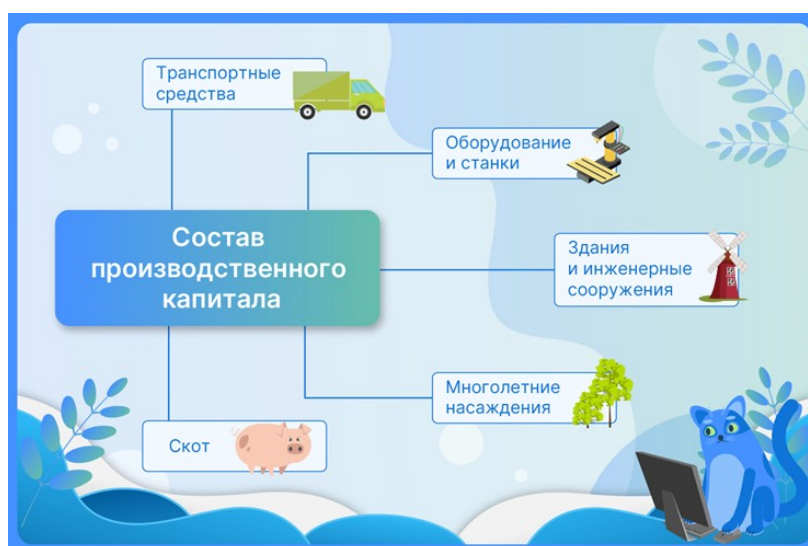 Транспортные
средства
Оборудование
и станки
Состав
производственного
капитала
Здания
и инженерные
сооружения
Многолетние
насаждения
Скот